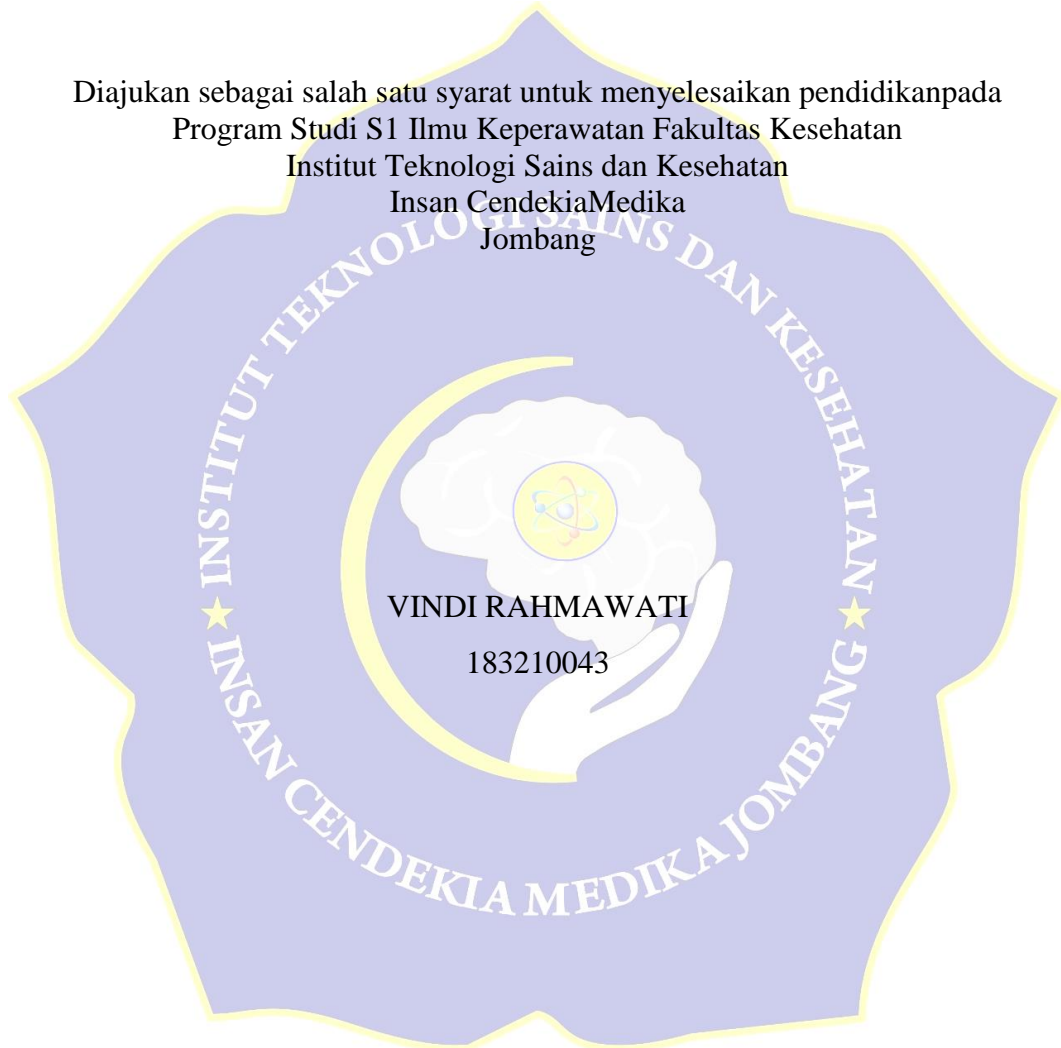 Diajukan sebagai salah satu syarat untuk menyelesaikan pendidikanpada
Program Studi S1 Ilmu Keperawatan Fakultas Kesehatan
Institut Teknologi Sains dan Kesehatan
Insan CendekiaMedika
Jombang
INSTITUT TEKNOLOGI SAINS DAN KESEHATAN
VINDI RAHMAWATI
183210043
INSAN CENDEKIA MEDIKA JOMBANG